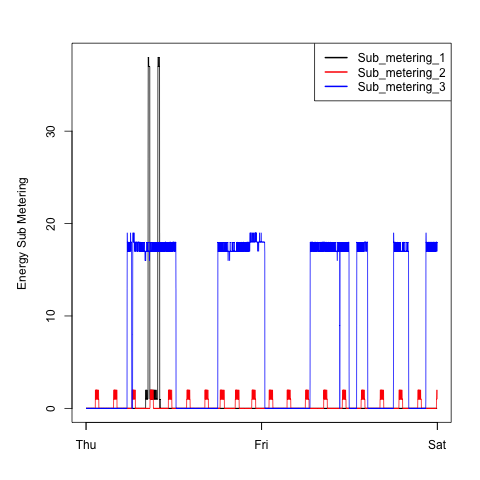 Sub_metering_1
Sub_metering_2
Sub_metering_3
Energy Sub Metering
30
20
10
0
Thu Fri Sat